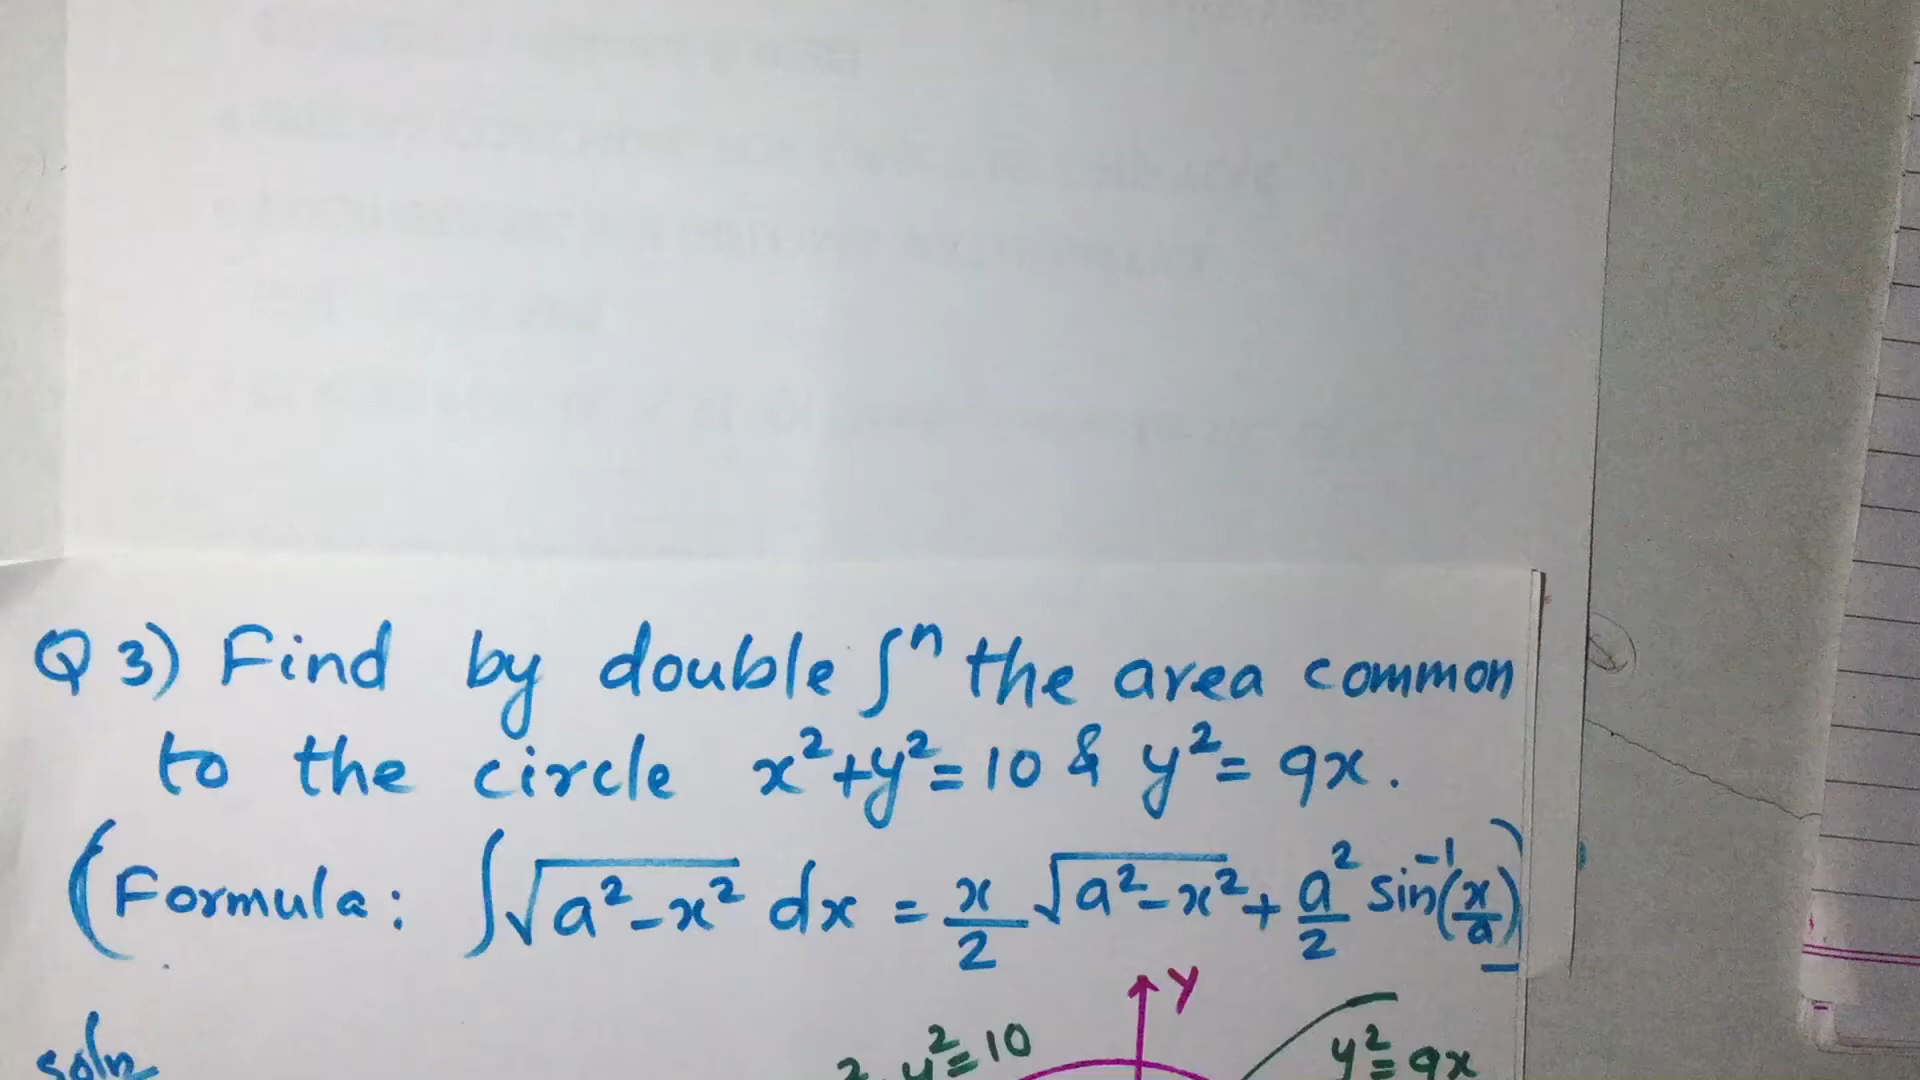 Q 3) Find by double ∫ⁿ the area common
to the circle x²+y²=10 & y²=9x.
(Formula: ∫√a²-x² dx = x/2 √a²-x² + a²/2 sin⁻¹(x/a))
Y
y²=10
y²=9x
Soln